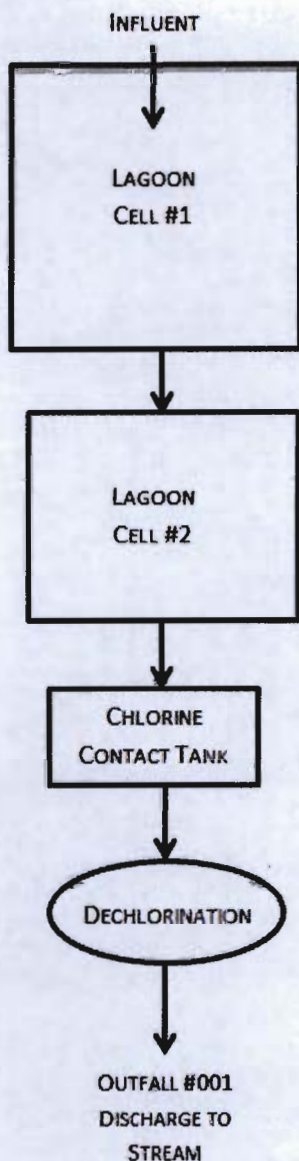 INFLUENT
LAGOON
CELL #1
LAGOON
CELL #2
CHLORINE
CONTACT TANK
DECHLORINATION
OUTFALL #001
DISCHARGE TO
STREAM